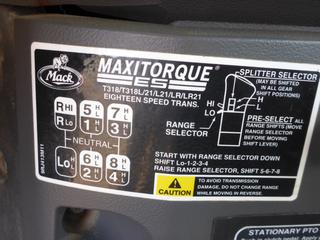 Mack
MAXITORQUE®
ES
T318/T318L/21/L21/LR/LR21
EIGHTEEN SPEED TRANS.
SPLITTER SELECTOR
(MAY BE SHIFTED
IN ALL GEAR
POSITIONS)
HI
LO
H
L
RANGE
SELECTOR
PRE-SELECT ALL
RANGE SHIFTS (MOVE
RANGE SELECTOR
BEFORE MOVING
SHIFT LEVER)
R HI 5 H L 7 H L
R Lo 1 3
NEUTRAL
Lo H L 6 H L 8 H L
2 4
START WITH RANGE SELECTOR DOWN
SHIFT Lo-1-2-3-4
RAISE RANGE SELECTOR, SHIFT 5-6-7-8
CAUTION
TO AVOID TRANSMISSION
DAMAGE, DO NOT CHANGE RANGE
WHILE MOVING IN REVERSE.
STATIONARY PTO